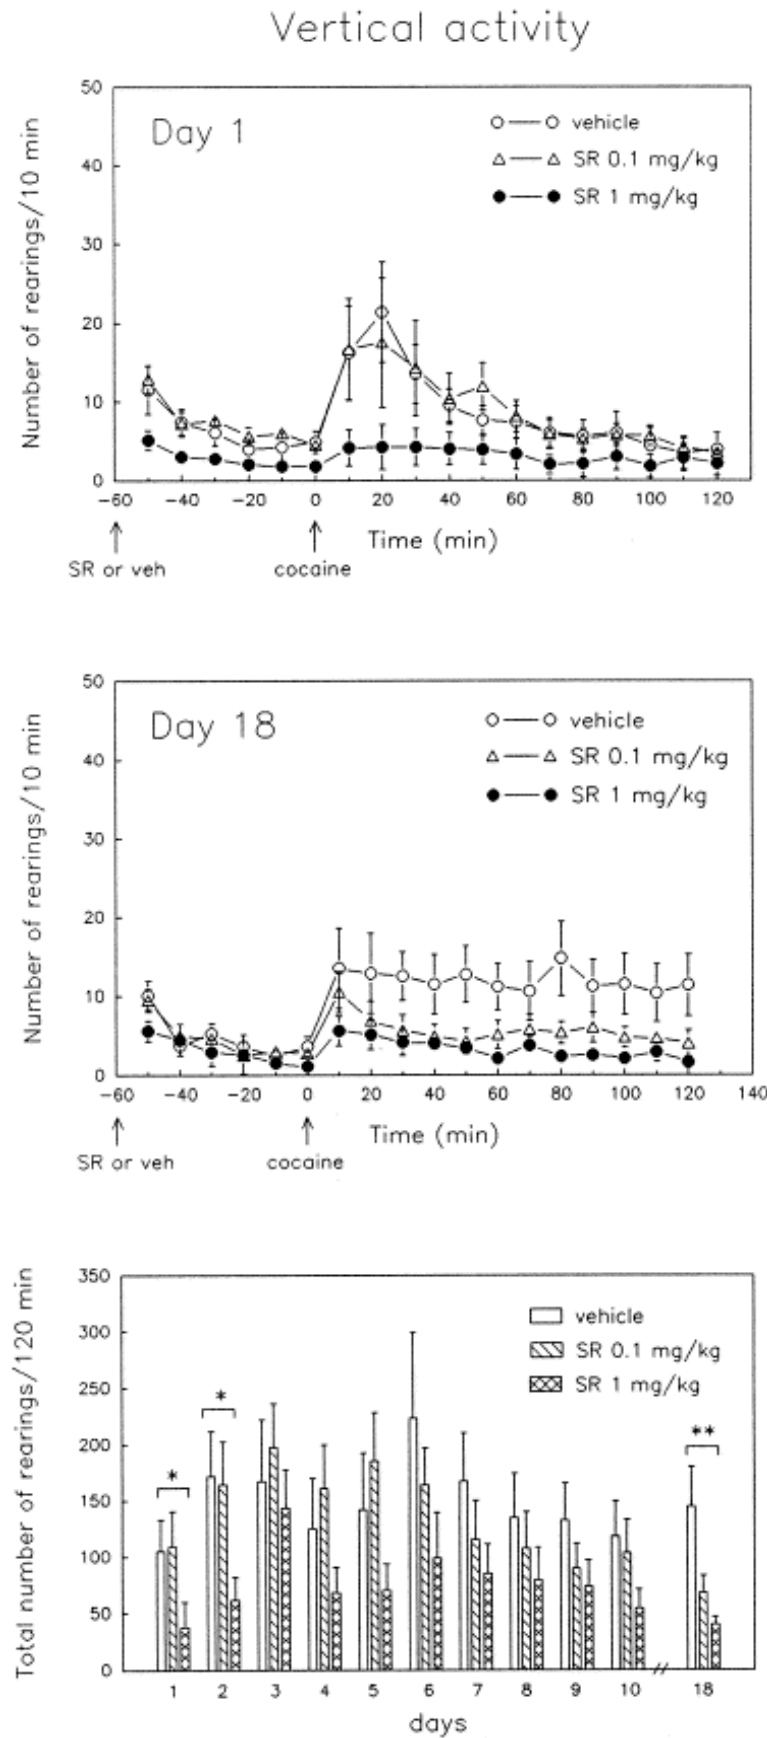 Vertical activity
Number of rearings/10 min
50
40
30
20
10
0
Day 1
vehicle
SR 0.1 mg/kg
SR 1 mg/kg
−60 −40 −20 0 20 40 60 80 100 120
Time (min)
SR or veh
cocaine
Number of rearings/10 min
50
40
30
20
10
0
Day 18
vehicle
SR 0.1 mg/kg
SR 1 mg/kg
−60 −40 −20 0 20 40 60 80 100 120 140
Time (min)
SR or veh
cocaine
Total number of rearings/120 min
350
300
250
200
150
100
50
0
vehicle
SR 0.1 mg/kg
SR 1 mg/kg
*
*
**
1 2 3 4 5 6 7 8 9 10 // 18
days